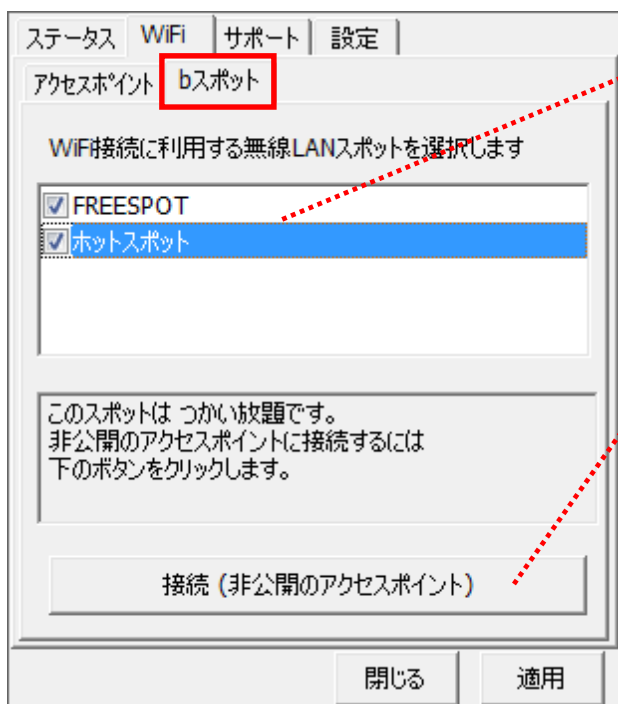 ステータス WiFi サポート 設定
アクセスポイント bスポット
WiFi接続に利用する無線LANスポットを選択します
FREESPOT
ホットスポット
このスポットは つかい放題です。
非公開のアクセスポイントに接続するには
下のボタンをクリックします。
接続 (非公開のアクセスポイント)
閉じる 適用